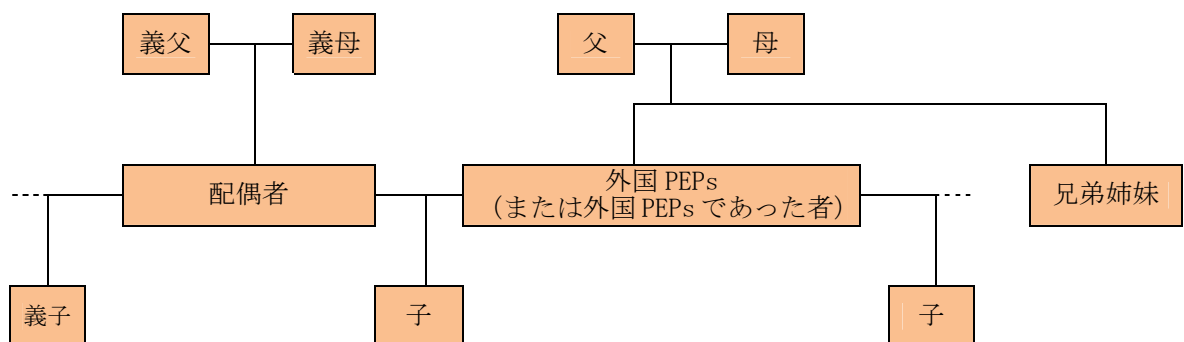 義父
義母
父
母
配偶者
外国 PEPs
（または外国 PEPs であった者）
兄弟姉妹
義子
子
子